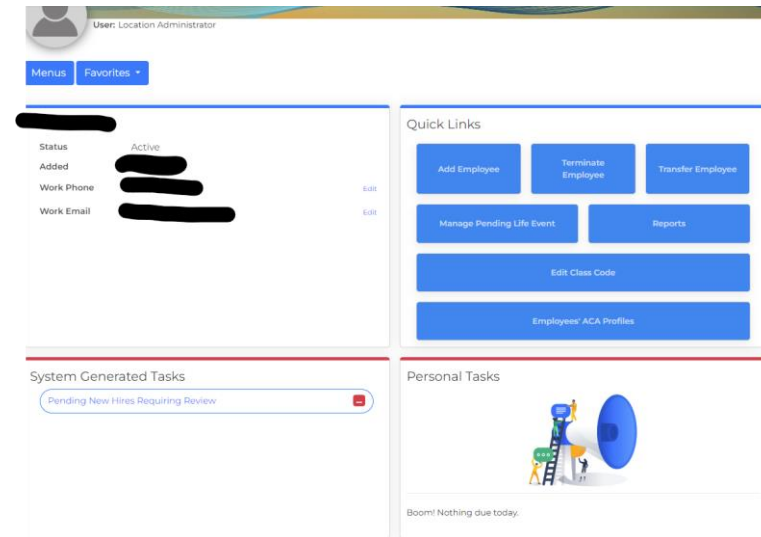 User: Location Administrator
Menus
Favorites
Status Active
Added
Work Phone Edit
Work Email Edit
Quick Links
Add Employee
Terminate
Employee
Transfer Employee
Manage Pending Life Event
Reports
Edit Class Code
Employees' ACA Profiles
System Generated Tasks
Pending New Hires Requiring Review
Personal Tasks
Boom! Nothing due today.